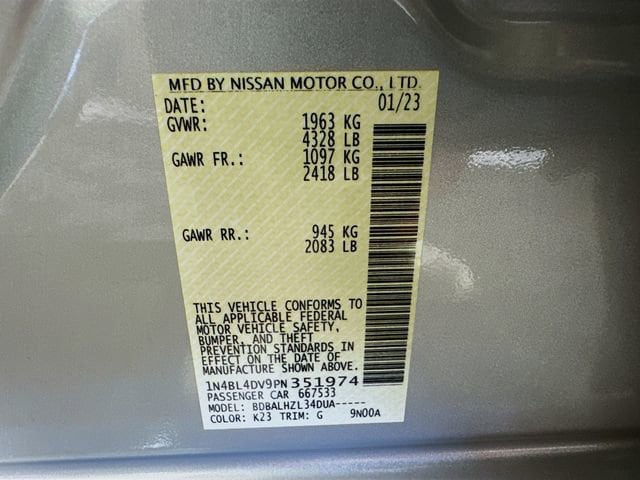 MFD BY NISSAN MOTOR CO., LTD.
DATE: 01/23
GVWR: 1963 KG
4328 LB
GAWR FR.: 1097 KG
2418 LB
GAWR RR.: 945 KG
2083 LB
THIS VEHICLE CONFORMS TO
ALL APPLICABLE FEDERAL
MOTOR VEHICLE SAFETY,
BUMPER, AND THEFT
PREVENTION STANDARDS IN
EFFECT ON THE DATE OF
MANUFACTURE SHOWN ABOVE.
1N4BL4DV9PN351974
PASSENGER CAR 667533
MODEL: BDBALHZL34DUA-----
COLOR: K23 TRIM: G 9N00A